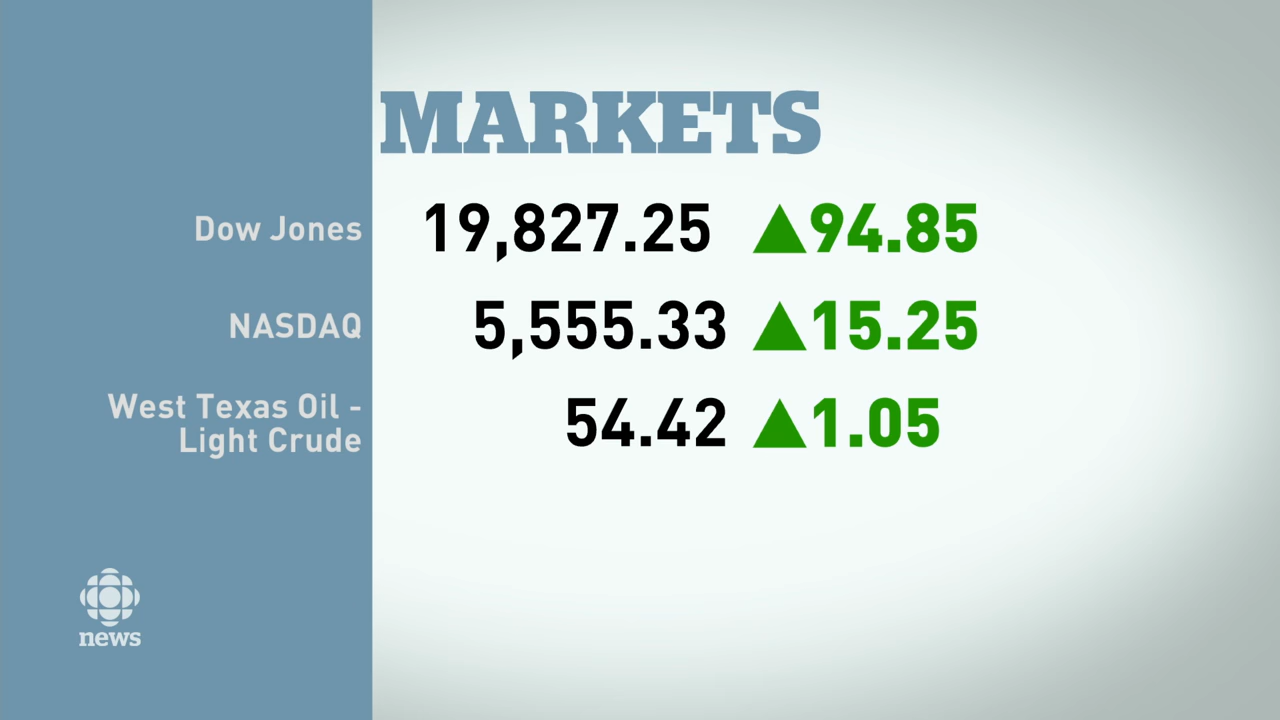 MARKETS
Dow Jones 19,827.25 ▲94.85
NASDAQ 5,555.33 ▲15.25
West Texas Oil -
Light Crude 54.42 ▲1.05
news